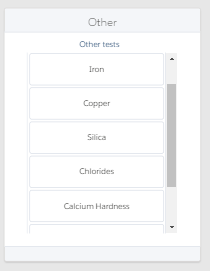 Other
Other tests
Iron
Copper
Silica
Chlorides
Calcium Hardness